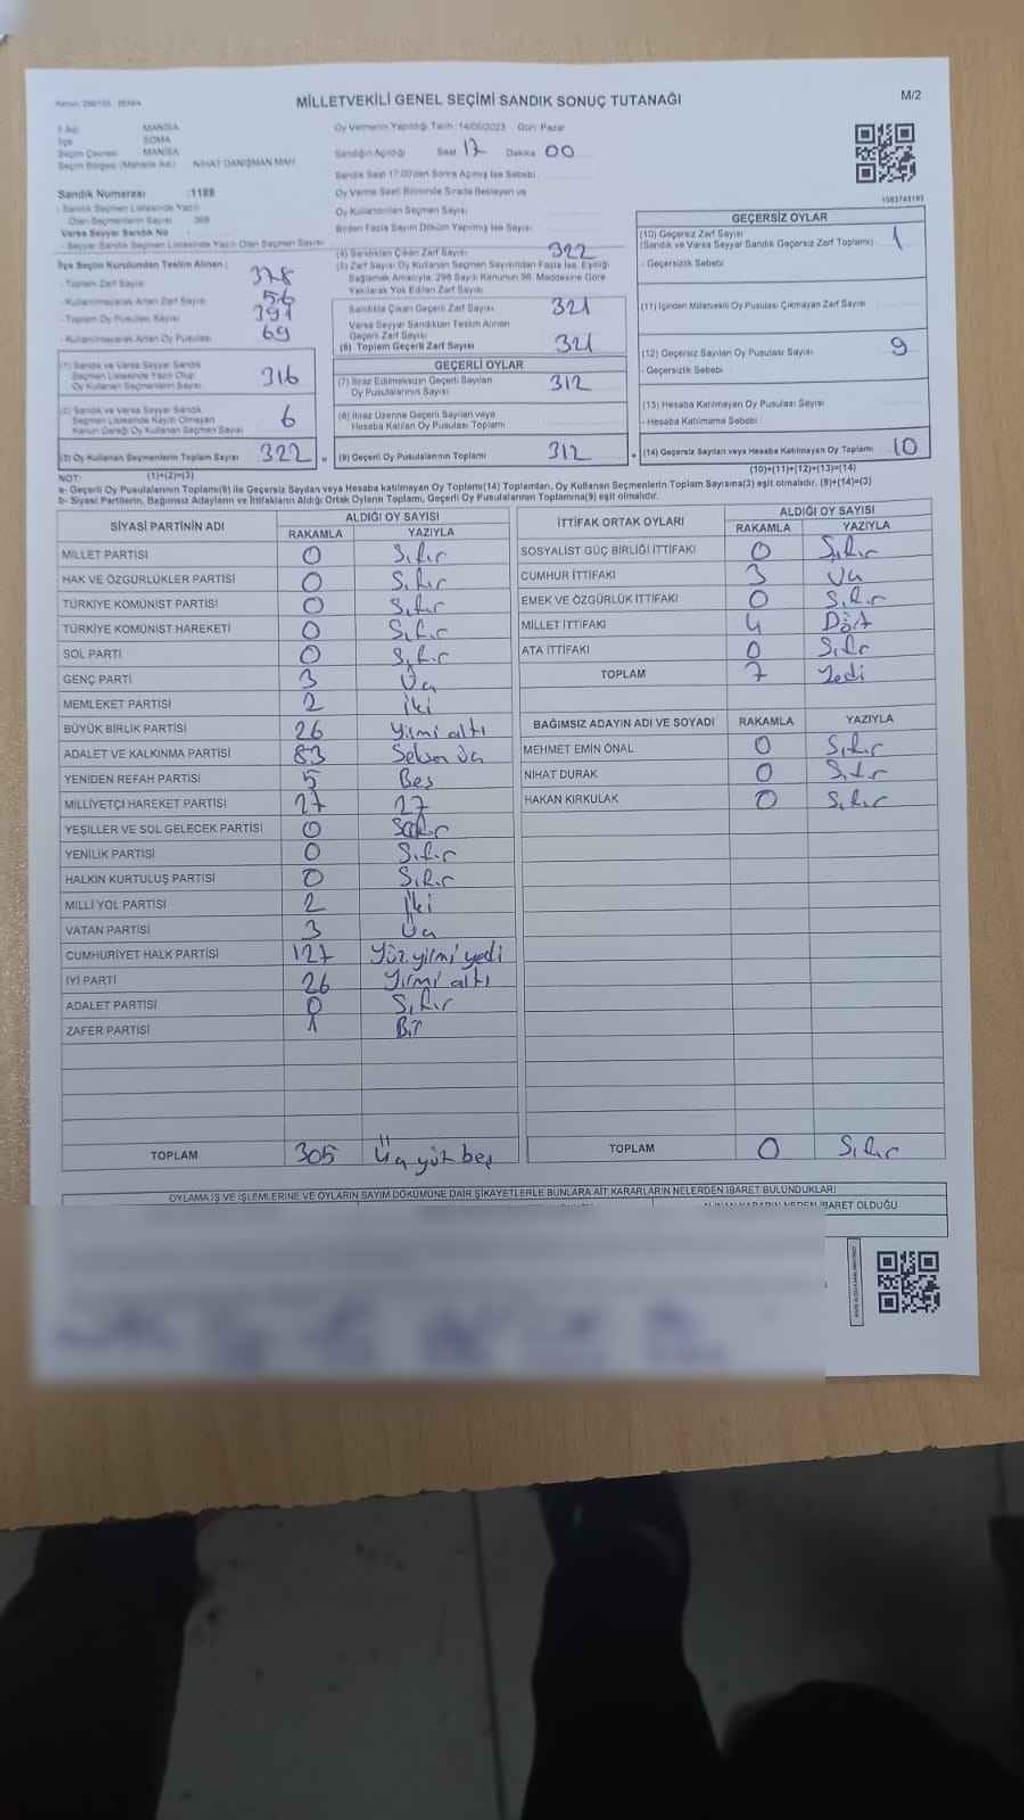 MİLLETVEKİLİ GENEL SEÇİMİ SANDIK SONUÇ TUTANAĞI
M/2
İl Adı MANİSA
İlçe SOMA
Seçim Çevresi MANİSA
Seçim Bölgesi (Mahalle Adı) NİHAT DANIŞMAN MAH
Sandık Numarası :1188
Sandık Seçmen Listesinde Yazılı
Olan Seçmenlerin Sayısı 368
Varsa Seyyar Sandık No
- Seyyar Sandık Seçmen Listesinde Yazılı Olan Seçmen Sayısı
İlçe Seçim Kurulundan Teslim Alınan :
- Toplam Zarf Sayısı 378
- Kullanılmayarak Artan Zarf Sayısı 56
- Toplam Oy Pusulası Sayısı 391
- Kullanılmayarak Artan Oy Pusulası 69
(1) Sandık ve Varsa Seyyar Sandık
Seçmen Listesinde Yazılı Olup
Oy Kullanan Seçmenlerin Sayısı 316
(2) Sandık ve Varsa Seyyar Sandık
Seçmen Listesinde Kayıtlı Olmayan
Kanun Gereği Oy Kullanan Seçmen Sayısı 6
(3) Oy Kullanan Seçmenlerin Toplam Sayısı 322
(1)+(2)=(3)
Oy Vermenin Yapıldığı Tarih :14/05/2023 Gün: Pazar
Sandığın Açıldığı Saat 17 Dakika 00
Sandık Saat 17:00'den Sonra Açılmış İse Sebebi
Oy Verme Saati Bitiminde Sırada Bekleyen ve
Oy Kullandırılan Seçmen Sayısı
Birden Fazla Sayım Döküm Yapılmış İse Sayısı
(4) Sandıktan Çıkan Zarf Sayısı 322
(5) Zarf Sayısı Oy Kullanan Seçmen Sayısından Fazla İse, Eşitliği
Sağlamak Amacıyla, 298 Sayılı Kanunun 98. Maddesine Göre
Yakılarak Yok Edilen Zarf Sayısı
Sandıkta Çıkan Geçerli Zarf Sayısı 321
Varsa Seyyar Sandıktan Teslim Alınan
Geçerli Zarf Sayısı
(6) Toplam Geçerli Zarf Sayısı 321
GEÇERLİ OYLAR
(7) İtiraz Edilmeksizin Geçerli Sayılan
Oy Pusulalarının Sayısı 312
(8) İtiraz Üzerine Geçerli Sayılan veya
Hesaba Katılan Oy Pusulası Toplamı
(9) Geçerli Oy Pusulalarının Toplamı 312
1583743193
GEÇERSİZ OYLAR
(10) Geçersiz Zarf Sayısı
(Sandık ve Varsa Seyyar Sandık Geçersiz Zarf Toplamı) 1
- Geçersizlik Sebebi
(11) İçinden Milletvekili Oy Pusulası Çıkmayan Zarf Sayısı
(12) Geçersiz Sayılan Oy Pusulası Sayısı 9
- Geçersizlik Sebebi
(13) Hesaba Katılmayan Oy Pusulası Sayısı
- Hesaba Katılmama Sebebi
(14) Geçersiz Sayılan veya Hesaba Katılmayan Oy Toplamı 10
(10)+(11)+(12)+(13)=(14)
NOT:
a- Geçerli Oy Pusulalarının Toplamı(9) ile Geçersiz Sayılan veya Hesaba katılmayan Oy Toplamı(14) Toplamları, Oy Kullanan Seçmenlerin Toplam Sayısına(3) eşit olmalıdır. (9)+(14)=(3)
b- Siyasi Partilerin, Bağımsız Adayların ve İttifakların Aldığı Ortak Oyların Toplamı, Geçerli Oy Pusulalarının Toplamına(9) eşit olmalıdır.
SİYASİ PARTİNİN ADI ALDIĞI OY SAYISI
RAKAMLA YAZIYLA
MİLLET PARTİSİ 0 Sıfır
HAK VE ÖZGÜRLÜKLER PARTİSİ 0 Sıfır
TÜRKİYE KOMÜNİST PARTİSİ 0 Sıfır
TÜRKİYE KOMÜNİST HAREKETİ 0 Sıfır
SOL PARTİ 0 Sıfır
GENÇ PARTİ 3 Üç
MEMLEKET PARTİSİ 2 İki
BÜYÜK BİRLİK PARTİSİ 26 Yirmi altı
ADALET VE KALKINMA PARTİSİ 83 Seksen üç
YENİDEN REFAH PARTİSİ 5 Beş
MİLLİYETÇİ HAREKET PARTİSİ 27 27
YEŞİLLER VE SOL GELECEK PARTİSİ 0 Sıfır
YENİLİK PARTİSİ 0 Sıfır
HALKIN KURTULUŞ PARTİSİ 0 Sıfır
MİLLİ YOL PARTİSİ 2 İki
VATAN PARTİSİ 3 Üç
CUMHURİYET HALK PARTİSİ 127 Yüz yirmi yedi
İYİ PARTİ 26 Yirmi altı
ADALET PARTİSİ 0 Sıfır
ZAFER PARTİSİ 1 Bir
TOPLAM 305 Üç yüz beş
İTTİFAK ORTAK OYLARI ALDIĞI OY SAYISI
RAKAMLA YAZIYLA
SOSYALİST GÜÇ BİRLİĞİ İTTİFAKI 0 Sıfır
CUMHUR İTTİFAKI 3 Üç
EMEK VE ÖZGÜRLÜK İTTİFAKI 0 Sıfır
MİLLET İTTİFAKI 4 Dört
ATA İTTİFAKI 0 Sıfır
TOPLAM 7 Yedi
BAĞIMSIZ ADAYIN ADI VE SOYADI RAKAMLA YAZIYLA
MEHMET EMİN ÖNAL 0 Sıfır
NİHAT DURAK 0 Sıfır
HAKAN KIRKULAK 0 Sıfır
TOPLAM 0 Sıfır
OYLAMA İŞ VE İŞLEMLERİNE VE OYLARIN SAYIM DÖKÜMÜNE DAİR ŞİKAYETLERLE BUNLARA AİT KARARLARIN NELERDEN İBARET BULUNDUKLARI
ALINAN KARARIN NEDEN İBARET OLDUĞU